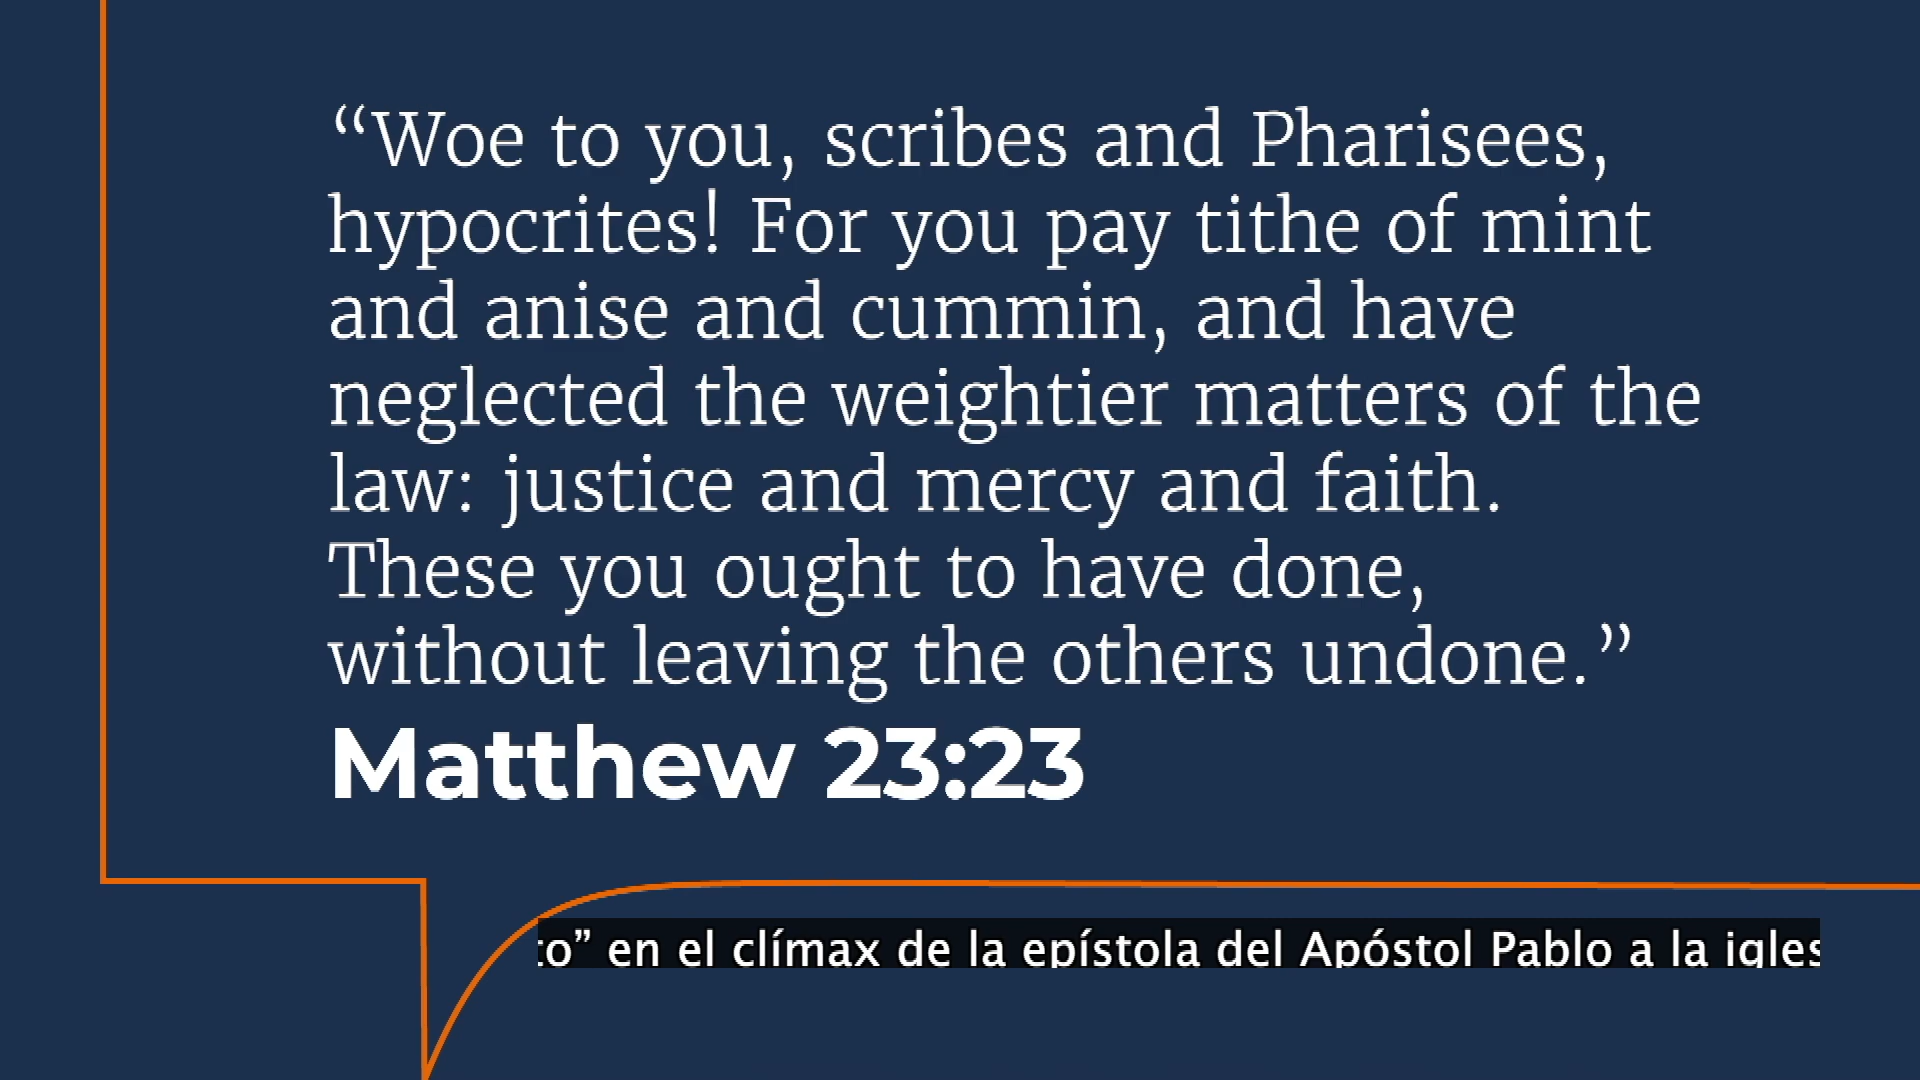 “Woe to you, scribes and Pharisees,
hypocrites! For you pay tithe of mint
and anise and cummin, and have
neglected the weightier matters of the
law: justice and mercy and faith.
These you ought to have done,
without leaving the others undone.”
Matthew 23:23
” en el clímax de la epístola del Apóstol Pablo a la